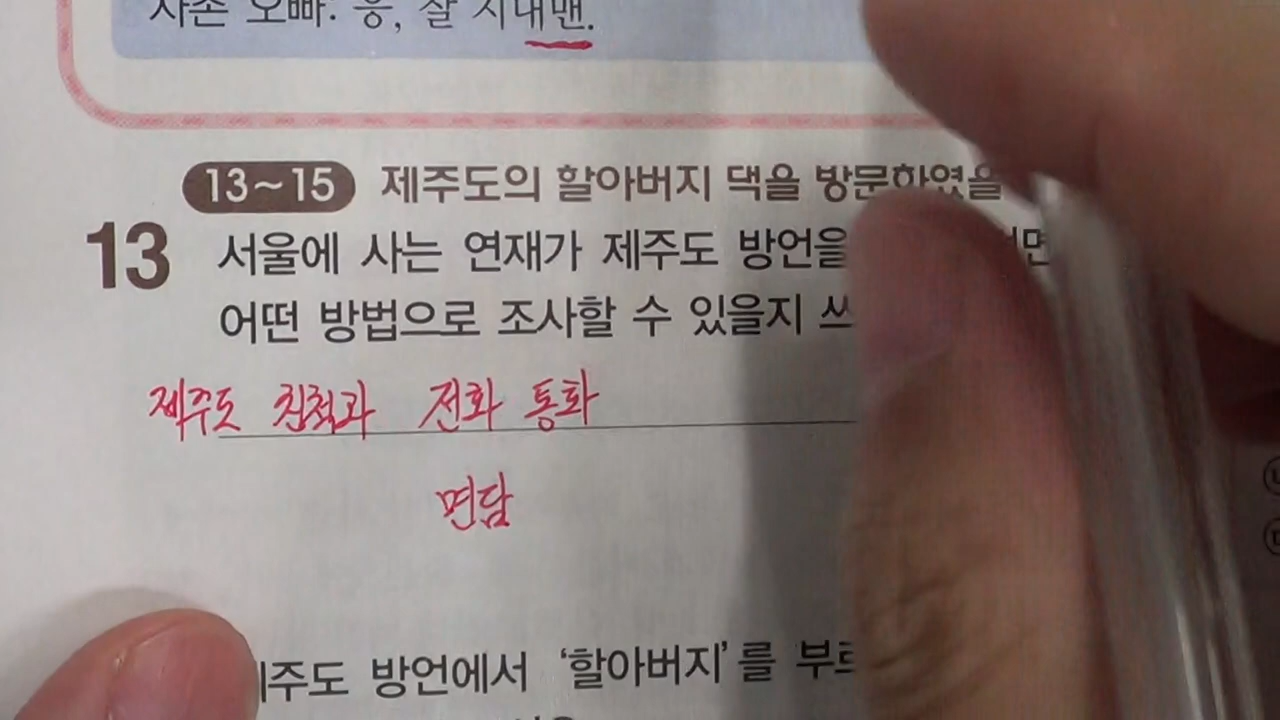 사촌 오빠: 응, 잘 지내맨.
13~15 제주도의 할아버지 댁을 방문하였을
13 서울에 사는 연재가 제주도 방언을
어떤 방법으로 조사할 수 있을지
제주도 친척과 전화 통화
면담
제주도 방언에서 '할아버지'를